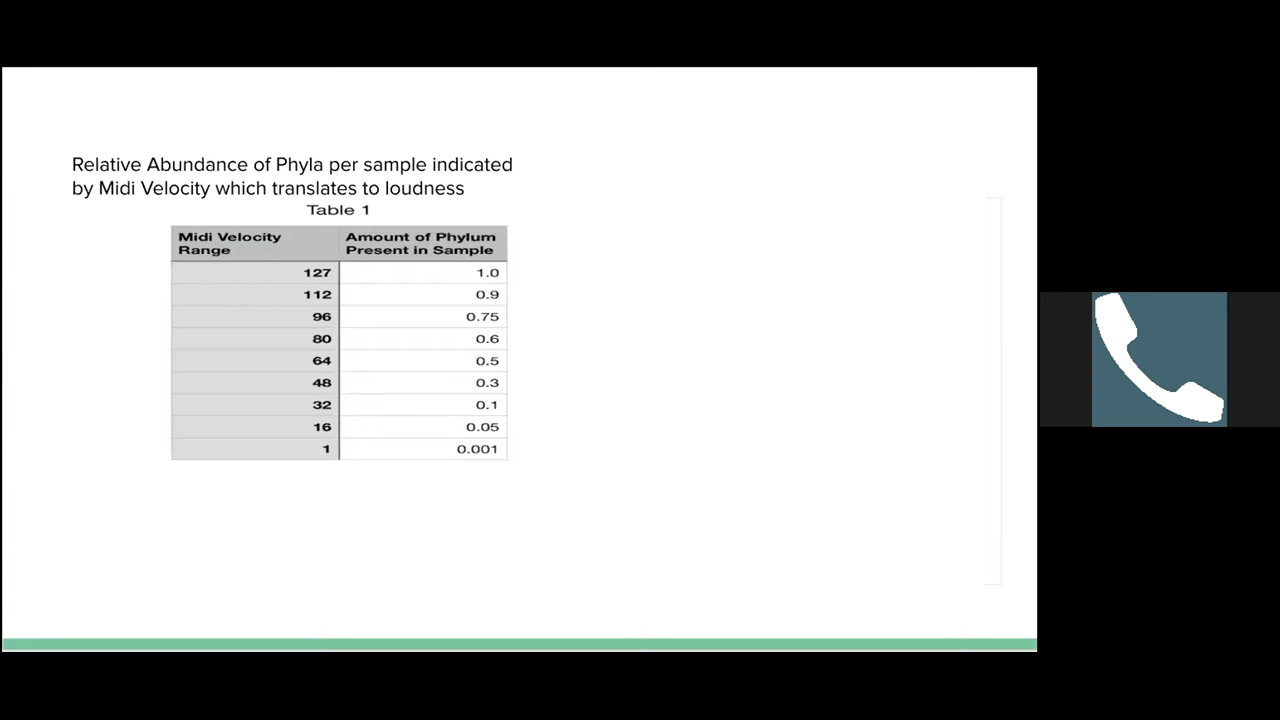 Relative Abundance of Phyla per sample indicated
by Midi Velocity which translates to loudness
Table 1
Midi Velocity Range Amount of Phylum Present in Sample
127 1.0
112 0.9
96 0.75
80 0.6
64 0.5
48 0.3
32 0.1
16 0.05
1 0.001